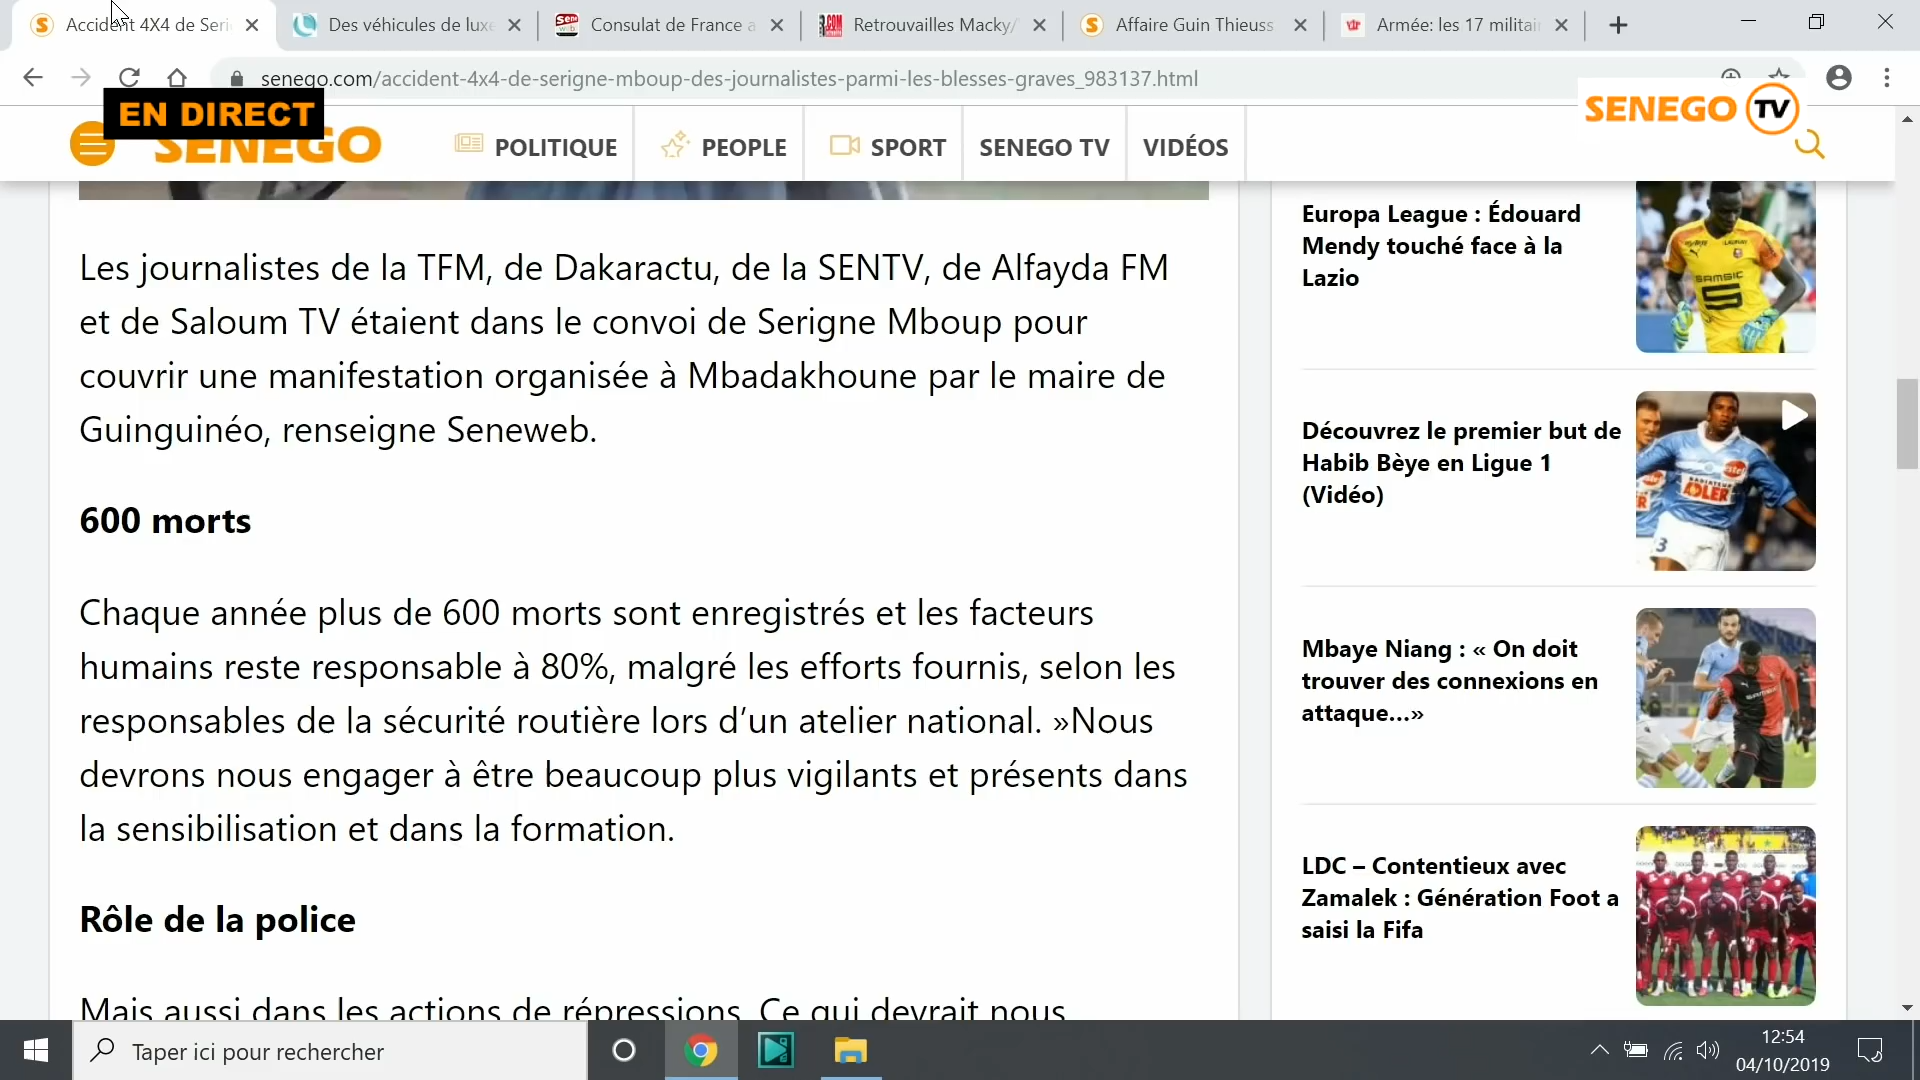 Accident 4X4 de Seri
Des véhicules de luxe
Consulat de France a
Retrouvailles Macky/
Affaire Guin Thieuss
Armée: les 17 militai
senego.com/accident-4x4-de-serigne-mboup-des-journalistes-parmi-les-blesses-graves_983137.html
EN DIRECT
SENEGO TV
SENEGO
POLITIQUE
PEOPLE
SPORT
SENEGO TV
VIDÉOS
Les journalistes de la TFM, de Dakaractu, de la SENTV, de Alfayda FM
et de Saloum TV étaient dans le convoi de Serigne Mboup pour
couvrir une manifestation organisée à Mbadakhoune par le maire de
Guinguinéo, renseigne Seneweb.
600 morts
Chaque année plus de 600 morts sont enregistrés et les facteurs
humains reste responsable à 80%, malgré les efforts fournis, selon les
responsables de la sécurité routière lors d’un atelier national. »Nous
devrons nous engager à être beaucoup plus vigilants et présents dans
la sensibilisation et dans la formation.
Rôle de la police
Mais aussi dans les actions de répressions. Ce qui devrait nous
Europa League : Édouard
Mendy touché face à la
Lazio
SAMSIC
Découvrez le premier but de
Habib Bèye en Ligue 1
(Vidéo)
ADLER
3
Mbaye Niang : « On doit
trouver des connexions en
attaque...»
LDC – Contentieux avec
Zamalek : Génération Foot a
saisi la Fifa
Taper ici pour rechercher
12:54
04/10/2019